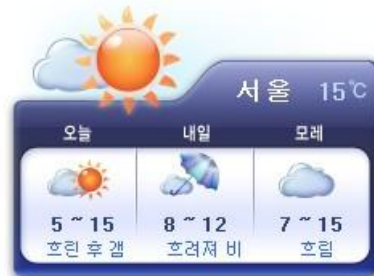 서울 15℃
오늘 내일 모레
5 ~ 15 8 ~ 12 7 ~ 15
흐린 후 갬 흐려져 비 흐림